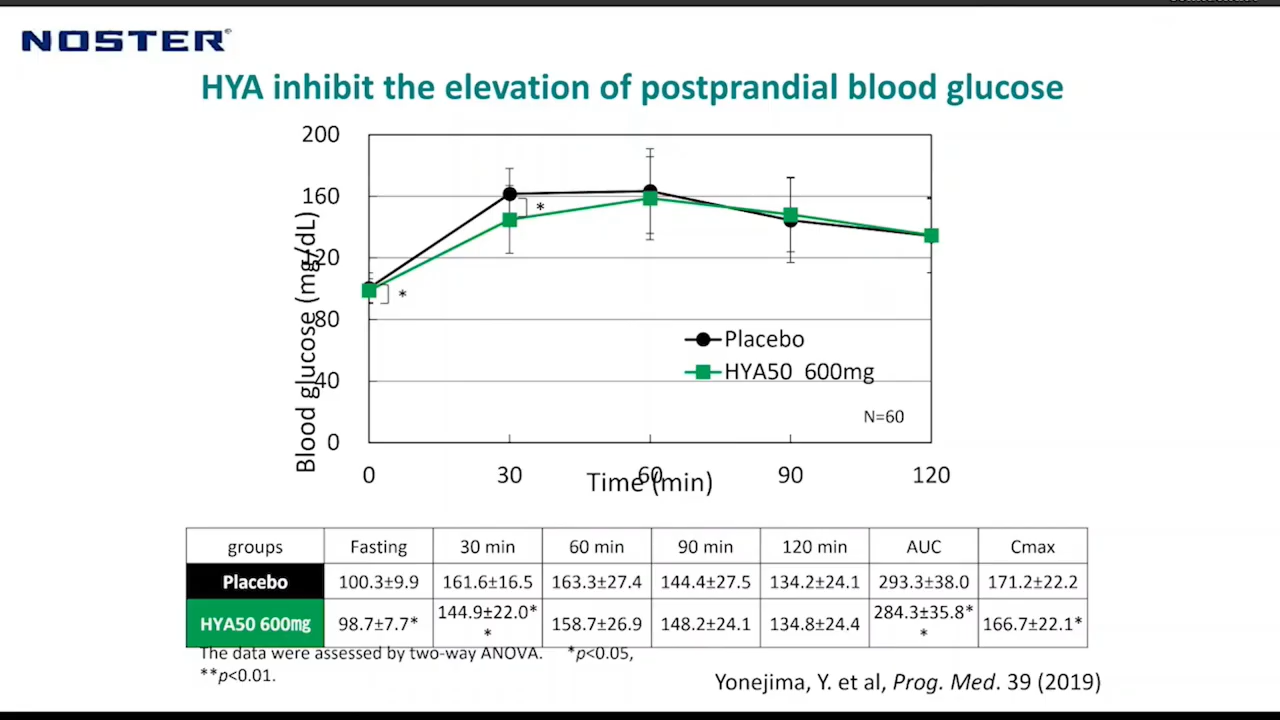 NOSTER®
HYA inhibit the elevation of postprandial blood glucose
Blood glucose (mg/dL)
200
160
120
80
40
0
*
*
Placebo
HYA50 600mg
N=60
0 30 60 90 120
Time (min)
groups Fasting 30 min 60 min 90 min 120 min AUC Cmax
Placebo 100.3±9.9 161.6±16.5 163.3±27.4 144.4±27.5 134.2±24.1 293.3±38.0 171.2±22.2
HYA50 600mg 98.7±7.7* 144.9±22.0** 158.7±26.9 148.2±24.1 134.8±24.4 284.3±35.8** 166.7±22.1*
The data were assessed by two-way ANOVA. *p<0.05,
**p<0.01.
Yonejima, Y. et al, Prog. Med. 39 (2019)